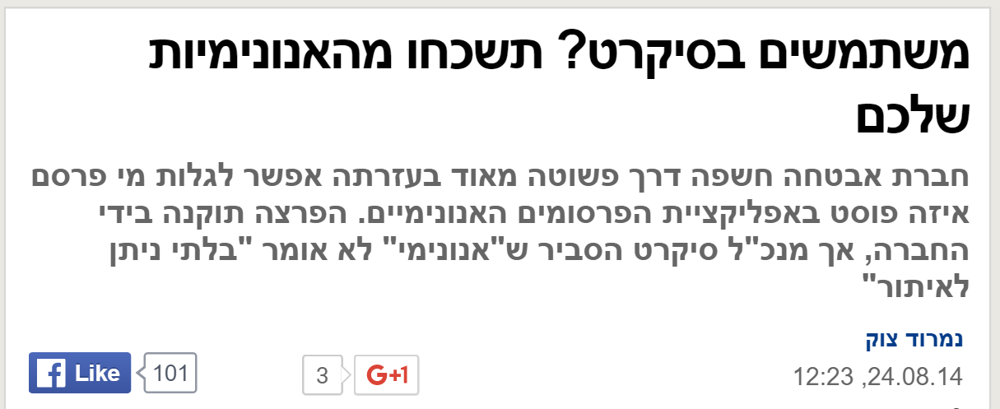 משתמשים בסיקרט? תשכחו מהאנונימיות
שלכם
חברת אבטחה חשפה דרך פשוטה מאוד בעזרתה אפשר לגלות מי פרסם
איזה פוסט באפליקציית הפרסומים האנונימיים. הפרצה תוקנה בידי
החברה, אך מנכ"ל סיקרט הסביר ש"אנונימי" לא אומר "בלתי ניתן
לאיתור"
נמרוד צוק
24.08.14, 12:23
G+1 3
Like 101